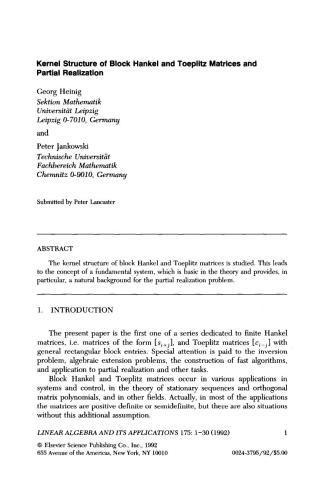 Kernel Structure of Block Hankel and Toeplitz Matrices and
Partial Realization
Georg Heinig
Sektion Mathematik
Universität Leipzig
Leipzig 0-7010, Germany
and
Peter Jankowski
Technische Universität
Fachbereich Mathematik
Chemnitz 0-9010, Germany
Submitted by Peter Lancaster
ABSTRACT
The kernel structure of block Hankel and Toeplitz matrices is studied. This leads
to the concept of a fundamental system, which is basic in the theory and provides, in
particular, a natural background for the partial realization problem.
1. INTRODUCTION
The present paper is the first one of a series dedicated to finite Hankel
matrices, i.e. matrices of the form [s_{i+j}], and Toeplitz matrices [c_{i-j}] with
general rectangular block entries. Special attention is paid to the inversion
problem, algebraic extension problems, the construction of fast algorithms,
and application to partial realization and other tasks.
Block Hankel and Toeplitz matrices occur in various applications in
systems and control, in the theory of stationary sequences and orthogonal
matrix polynomials, and in other fields. Actually, in most of the applications
the matrices are positive definite or semidefinite, but there are also situations
without this additional assumption.
LINEAR ALGEBRA AND ITS APPLICATIONS 175: 1-30 (1992) 1
© Elsevier Science Publishing Co., Inc., 1992
655 Avenue of the Americas, New York, NY 10010 0024-3795/92/$5.00